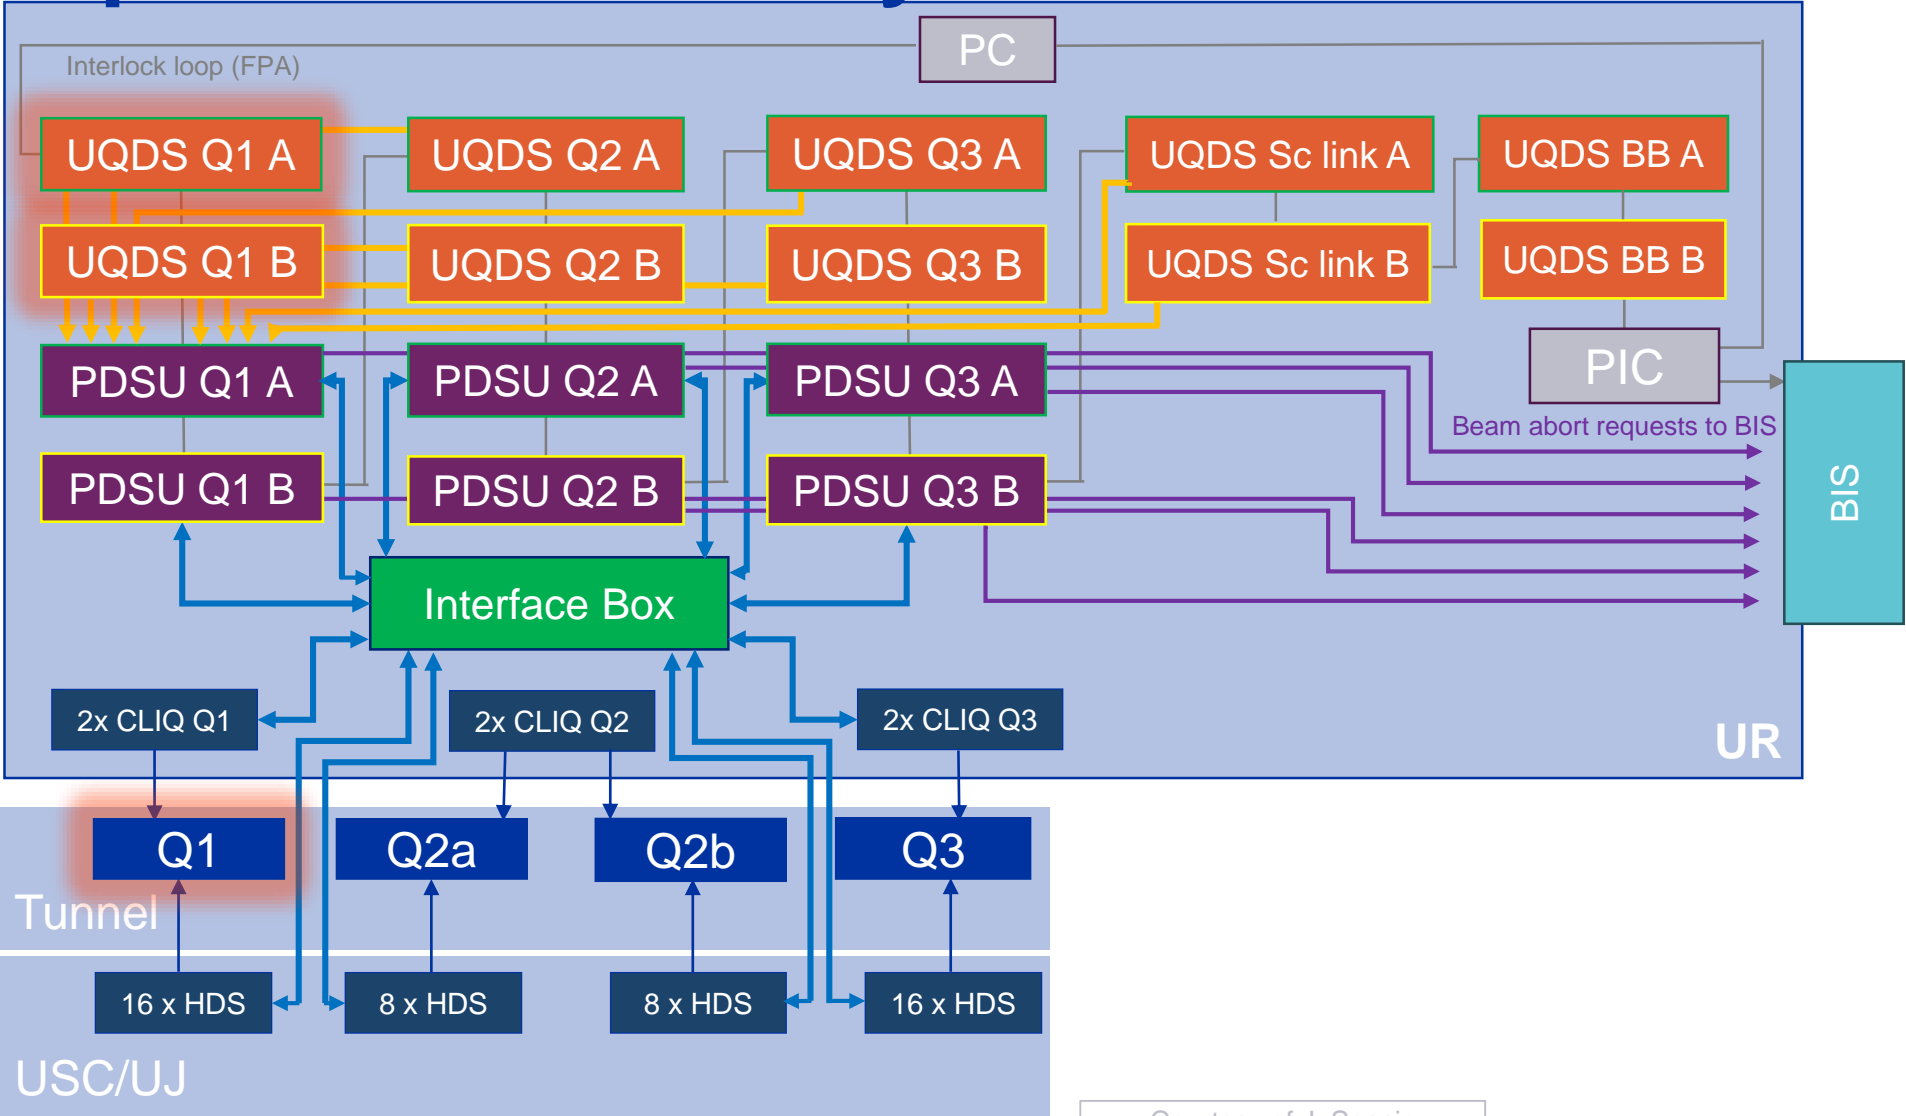 PC
Interlock loop (FPA)
UQDS Q1 A
UQDS Q2 A
UQDS Q3 A
UQDS Sc link A
UQDS BB A
UQDS Q1 B
UQDS Q2 B
UQDS Q3 B
UQDS Sc link B
UQDS BB B
PDSU Q1 A
PDSU Q2 A
PDSU Q3 A
PIC
Beam abort requests to BIS
PDSU Q1 B
PDSU Q2 B
PDSU Q3 B
BIS
Interface Box
2x CLIQ Q1
2x CLIQ Q2
2x CLIQ Q3
UR
Q1
Q2a
Q2b
Q3
Tunnel
16 x HDS
8 x HDS
8 x HDS
16 x HDS
USC/UJ